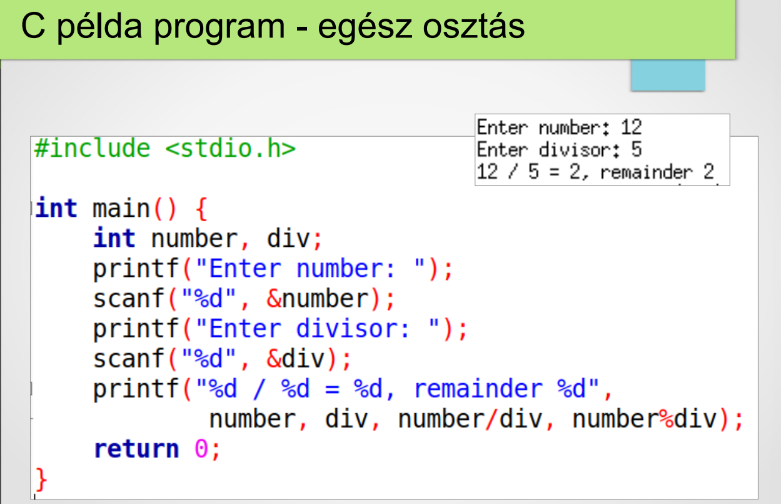 C példa program - egész osztás
Enter number: 12
Enter divisor: 5
12 / 5 = 2, remainder 2
#include <stdio.h>
int main() {
    int number, div;
    printf("Enter number: ");
    scanf("%d", &number);
    printf("Enter divisor: ");
    scanf("%d", &div);
    printf("%d / %d = %d, remainder %d",
            number, div, number/div, number%div);
    return 0;
}